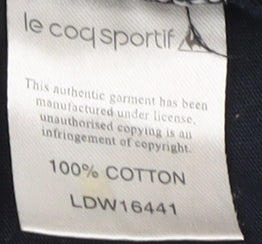 le coq sportif
This authentic garment has been
manufactured under license,
unauthorised copying is an
infringement of copyright.
100% COTTON
LDW16441